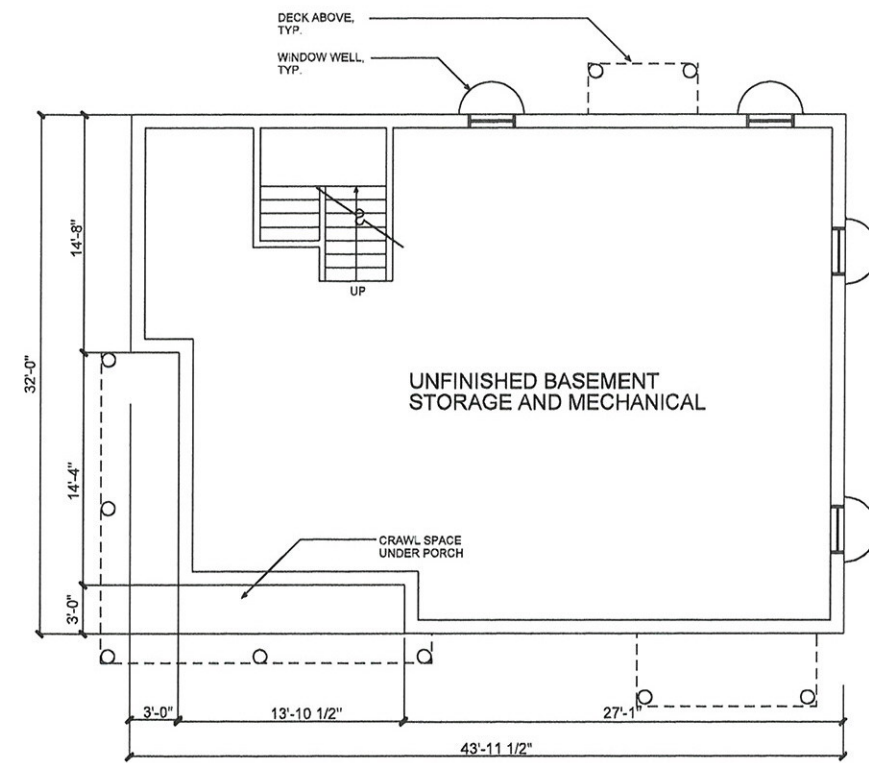 DECK ABOVE,
TYP.
WINDOW WELL,
TYP.
14'-8"
UP
32'-0"
UNFINISHED BASEMENT
STORAGE AND MECHANICAL
14'-4"
CRAWL SPACE
UNDER PORCH
3'-0"
3'-0"
13'-10 1/2"
27'-1"
43'-11 1/2"